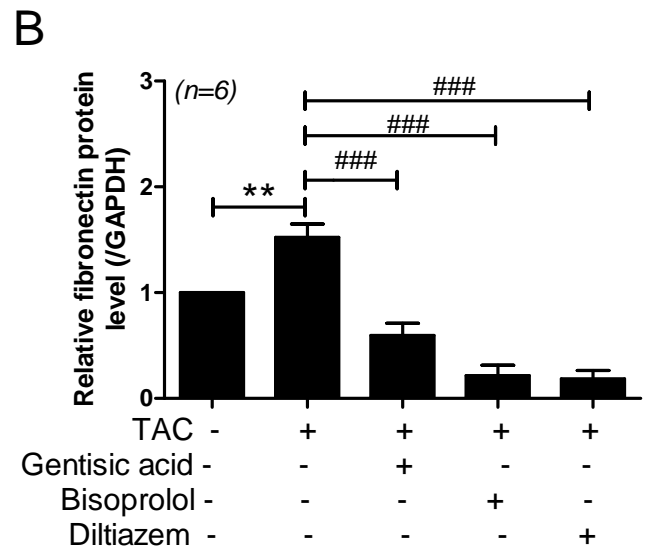 B
Relative fibronectin protein
level (/GAPDH)
3
2
1
0
(n=6)
###
###
###
**
TAC - + + + +
Gentisic acid - - + - -
Bisoprolol - - - + -
Diltiazem - - - - +